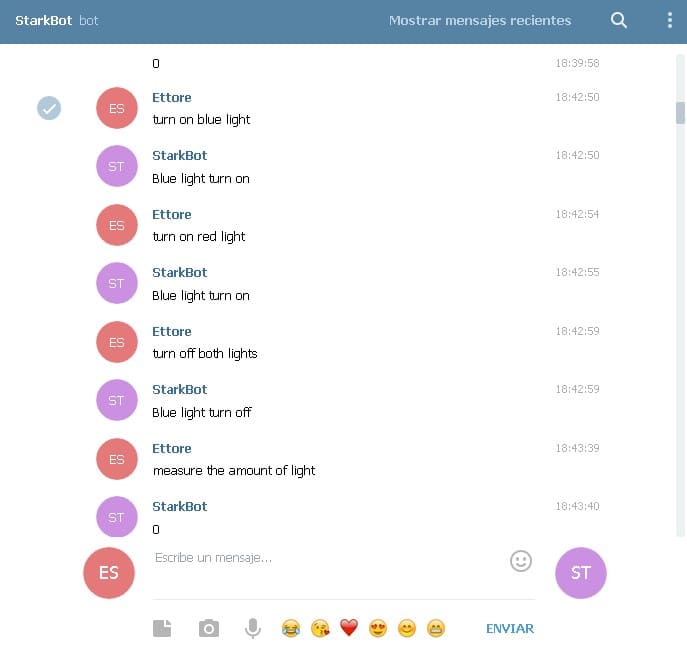 StarkBot bot Mostrar mensajes recientes
0 18:39:58
ES Ettore 18:42:50
turn on blue light
ST StarkBot 18:42:50
Blue light turn on
ES Ettore 18:42:54
turn on red light
ST StarkBot 18:42:55
Blue light turn on
ES Ettore 18:42:59
turn off both lights
ST StarkBot 18:42:59
Blue light turn off
ES Ettore 18:43:39
measure the amount of light
ST StarkBot 18:43:40
0
ES Escribe un mensaje... ST
ENVIAR